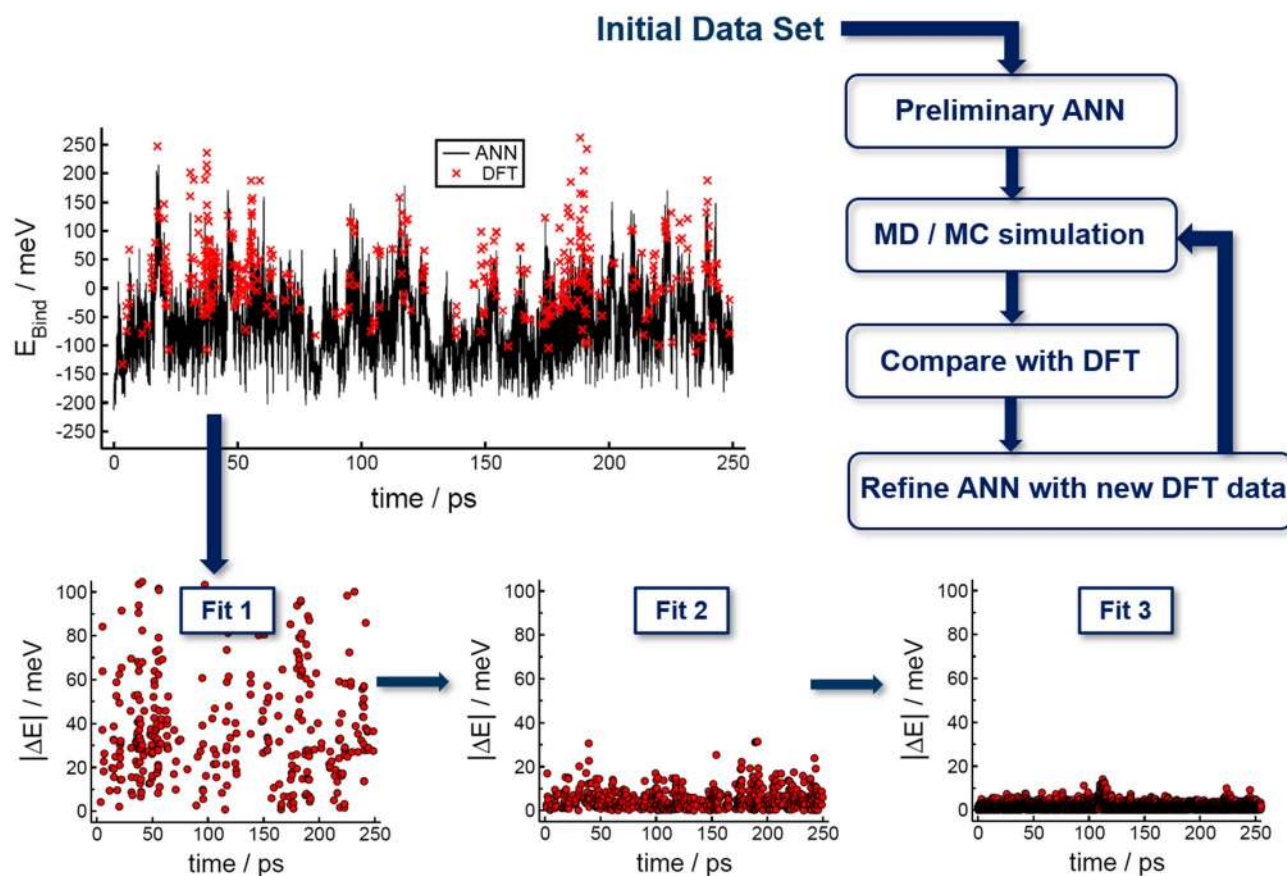 Initial Data Set
Preliminary ANN
MD / MC simulation
Compare with DFT
Refine ANN with new DFT data
ANN
DFT
E_Bind / meV
250
200
150
100
50
0
-50
-100
-150
-200
-250
0 50 100 150 200 250
time / ps
Fit 1
|ΔE| / meV
100
80
60
40
20
0
0 50 100 150 200 250
time / ps
Fit 2
|ΔE| / meV
100
80
60
40
20
0
0 50 100 150 200 250
time / ps
Fit 3
|ΔE| / meV
100
80
60
40
20
0
0 50 100 150 200 250
time / ps